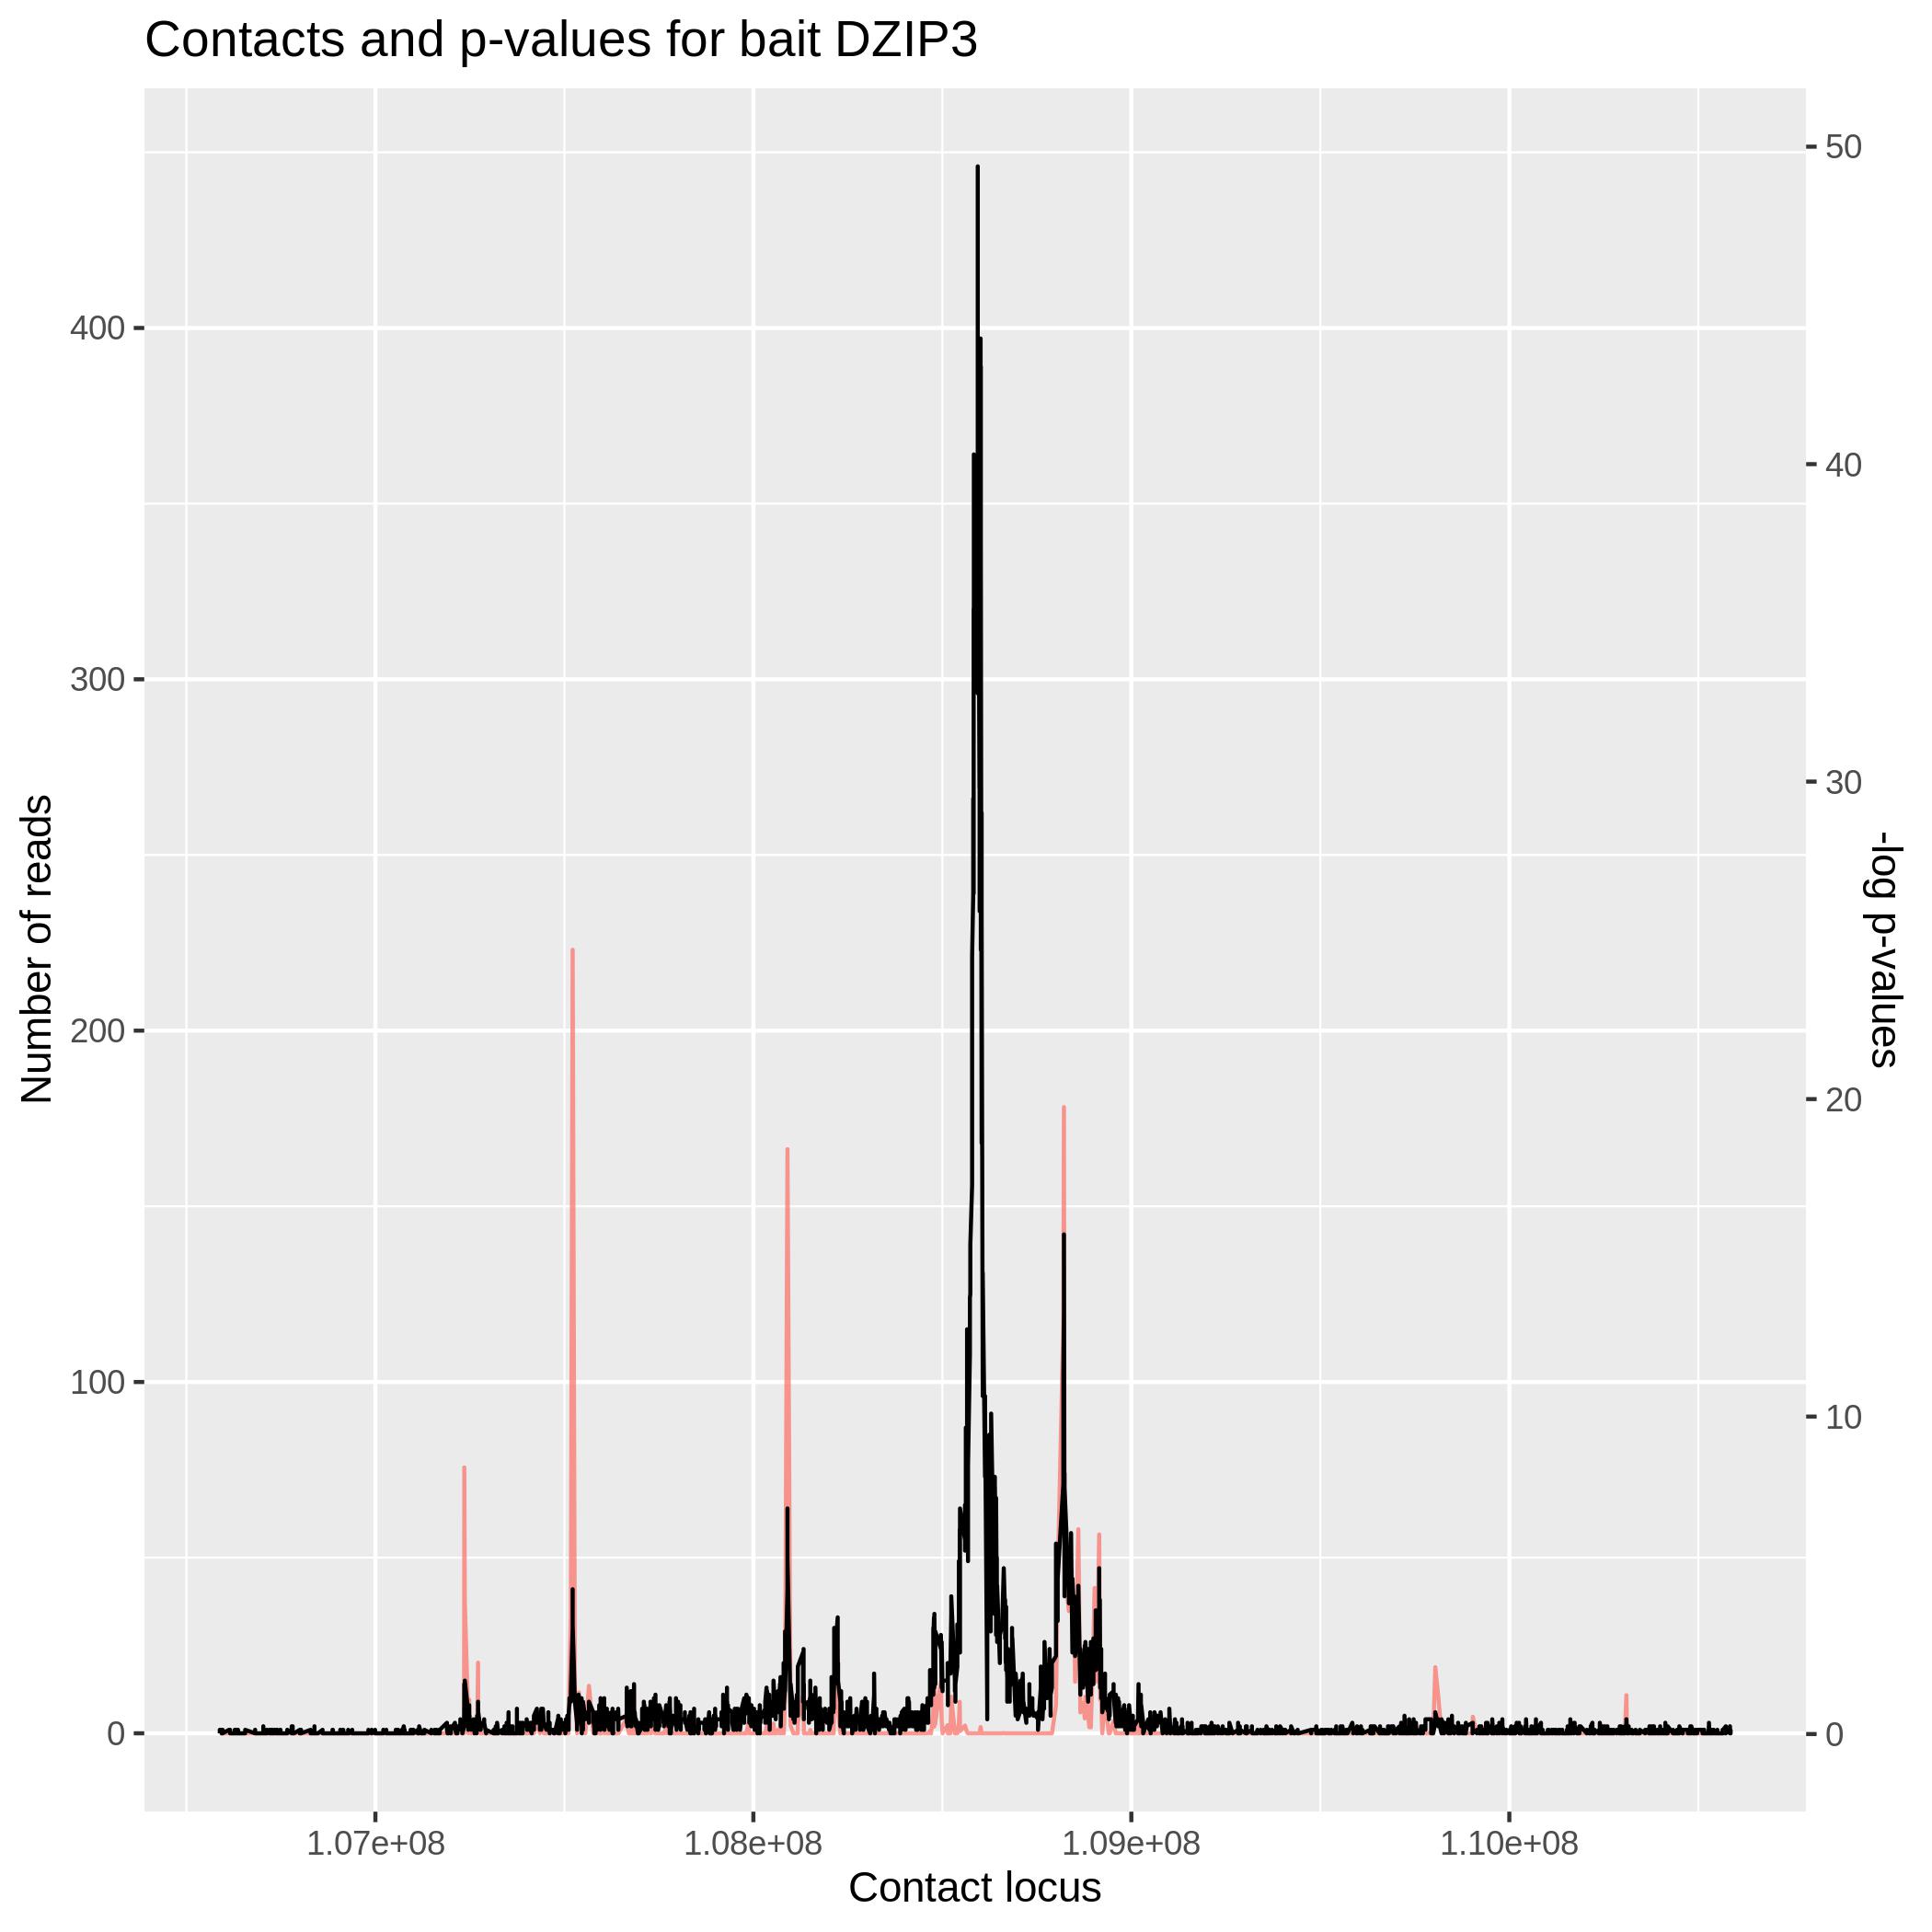 Contacts and p-values for bait DZIP3
Number of reads
400
300
200
100
0
50
40
30
20
10
0
-log p-values
1.07e+08
1.08e+08
1.09e+08
1.10e+08
Contact locus